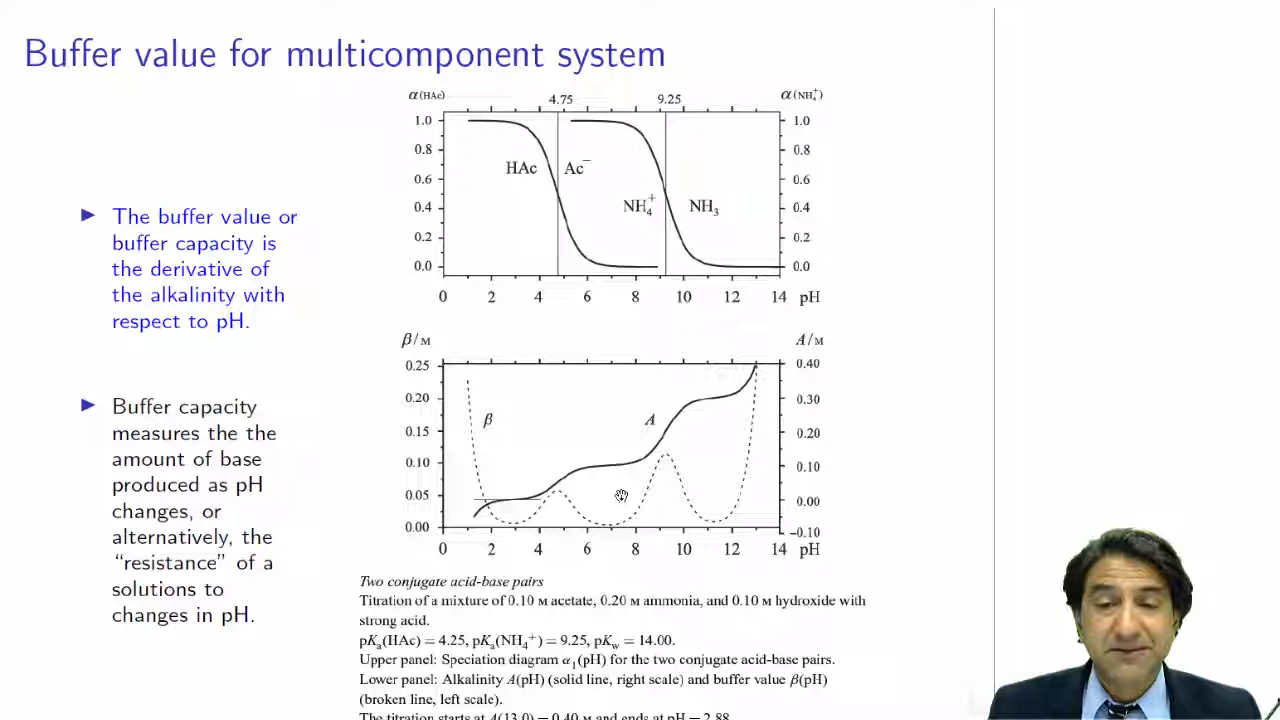 Buffer value for multicomponent system
▶ The buffer value or
buffer capacity is
the derivative of
the alkalinity with
respect to pH.
▶ Buffer capacity
measures the the
amount of base
produced as pH
changes, or
alternatively, the
“resistance” of a
solutions to
changes in pH.
α(HAc) 4.75 9.25 α(NH₄⁺)
1.0 1.0
0.8 0.8
HAc Ac⁻
0.6 0.6
NH₄⁺ NH₃
0.4 0.4
0.2 0.2
0.0 0.0
0 2 4 6 8 10 12 14 pH
β/M A/M
0.25 0.40
0.20 0.30
β A
0.15 0.20
0.10 0.10
0.05 0.00
0.00 −0.10
0 2 4 6 8 10 12 14 pH
Two conjugate acid-base pairs
Titration of a mixture of 0.10 M acetate, 0.20 M ammonia, and 0.10 M hydroxide with
strong acid.
pKa(HAc) = 4.25, pKa(NH₄⁺) = 9.25, pKw = 14.00.
Upper panel: Speciation diagram α₁(pH) for the two conjugate acid-base pairs.
Lower panel: Alkalinity A(pH) (solid line, right scale) and buffer value β(pH)
(broken line, left scale).
The titration starts at A(13.0) = 0.40 M and ends at pH = 2.88.